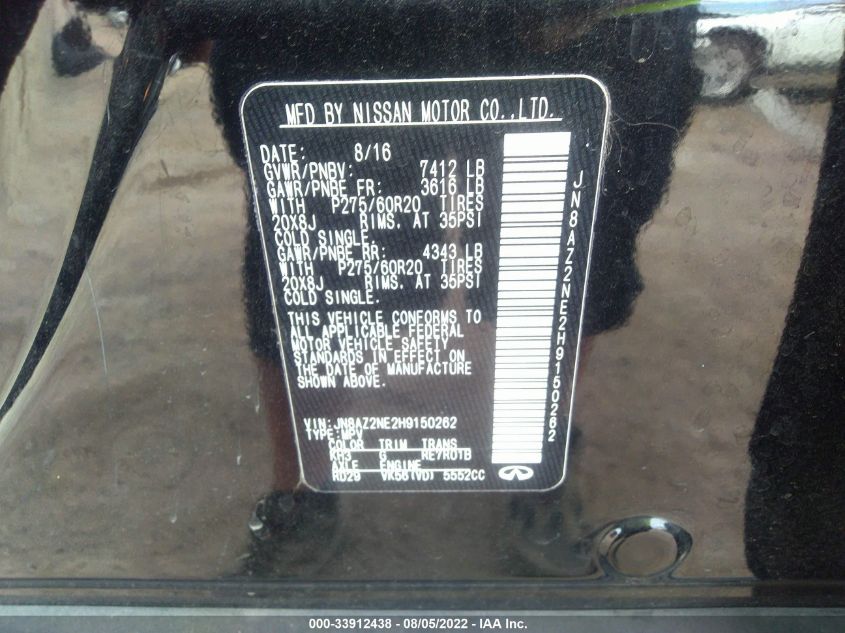 MFD BY NISSAN MOTOR CO.,LTD.
DATE: 8/16
GVWR/PNBV: 7412 LB
GAWR/PNBE FR: 3616 LB
WITH P275/60R20 TIRES
20X8J RIMS. AT 35PSI
COLD SINGLE.
GAWR/PNBE RR: 4343 LB
WITH P275/60R20 TIRES
20X8J RIMS. AT 35PSI
COLD SINGLE.
THIS VEHICLE CONFORMS TO
ALL APPLICABLE FEDERAL
MOTOR VEHICLE SAFETY
STANDARDS IN EFFECT ON
THE DATE OF MANUFACTURE
SHOWN ABOVE.
VIN: JN8AZ2NE2H9150262
TYPE: MPV
COLOR TRIM TRANS
KH3 G RE7R01B
AXLE ENGINE
RD29 VK56(VD) 5552CC
JN8AZ2NE2H9150262
000-33912438 - 08/05/2022 - IAA Inc.